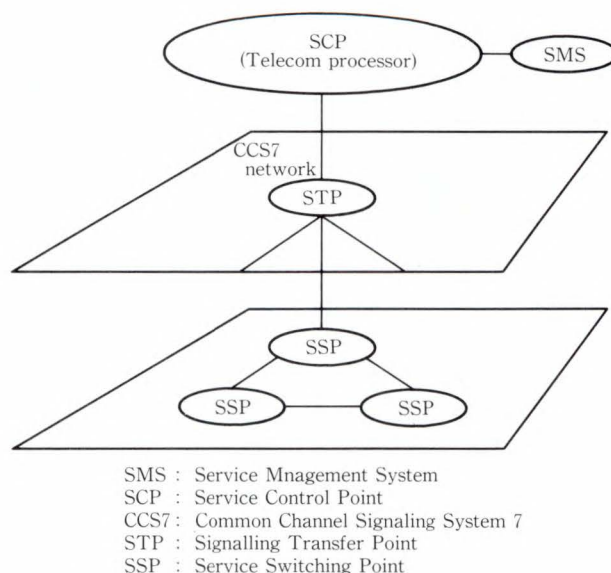 SCP
(Telecom processor)
SMS
CCS7
network
STP
SSP
SSP
SSP
SMS : Service Mnagement System
SCP : Service Control Point
CCS7 : Common Channel Signaling System 7
STP : Signalling Transfer Point
SSP : Service Switching Point